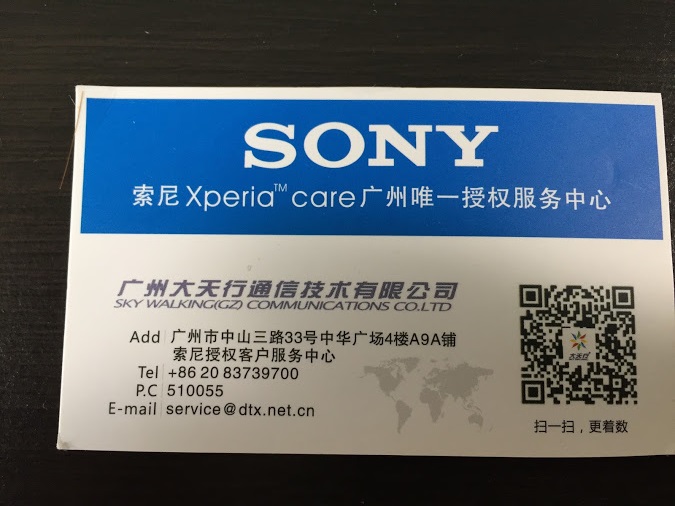 SONY
索尼 Xperia™ care 广州唯一授权服务中心
广州大天行通信技术有限公司
SKY WALKING(GZ) COMMUNICATIONS CO.LTD
Add 广州市中山三路33号中华广场4楼A9A铺
索尼授权客户服务中心
Tel +86 20 83739700
P.C 510055
E-mail service@dtx.net.cn
扫一扫，更着数